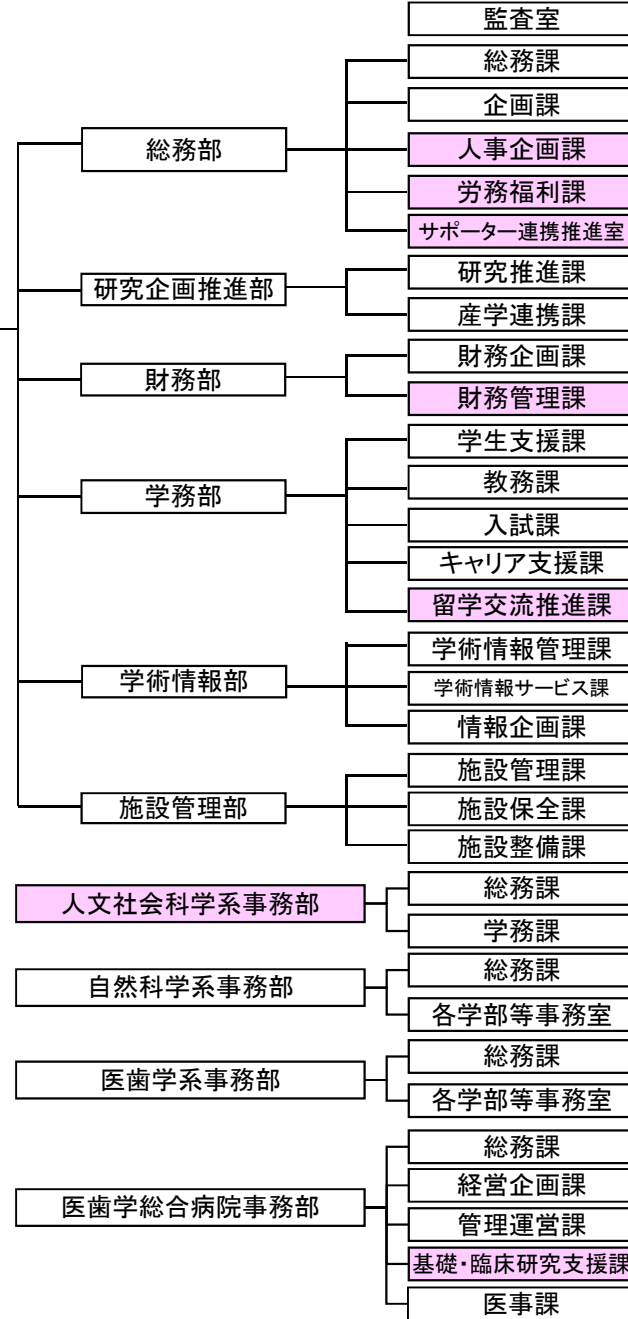 監査室
総務部
総務課
企画課
人事企画課
労務福利課
サポーター連携推進室
研究企画推進部
研究推進課
産学連携課
財務部
財務企画課
財務管理課
学務部
学生支援課
教務課
入試課
キャリア支援課
留学交流推進課
学術情報部
学術情報管理課
学術情報サービス課
情報企画課
施設管理部
施設管理課
施設保全課
施設整備課
人文社会科学系事務部
総務課
学務課
自然科学系事務部
総務課
各学部等事務室
医歯学系事務部
総務課
各学部等事務室
医歯学総合病院事務部
総務課
経営企画課
管理運営課
基礎・臨床研究支援課
医事課